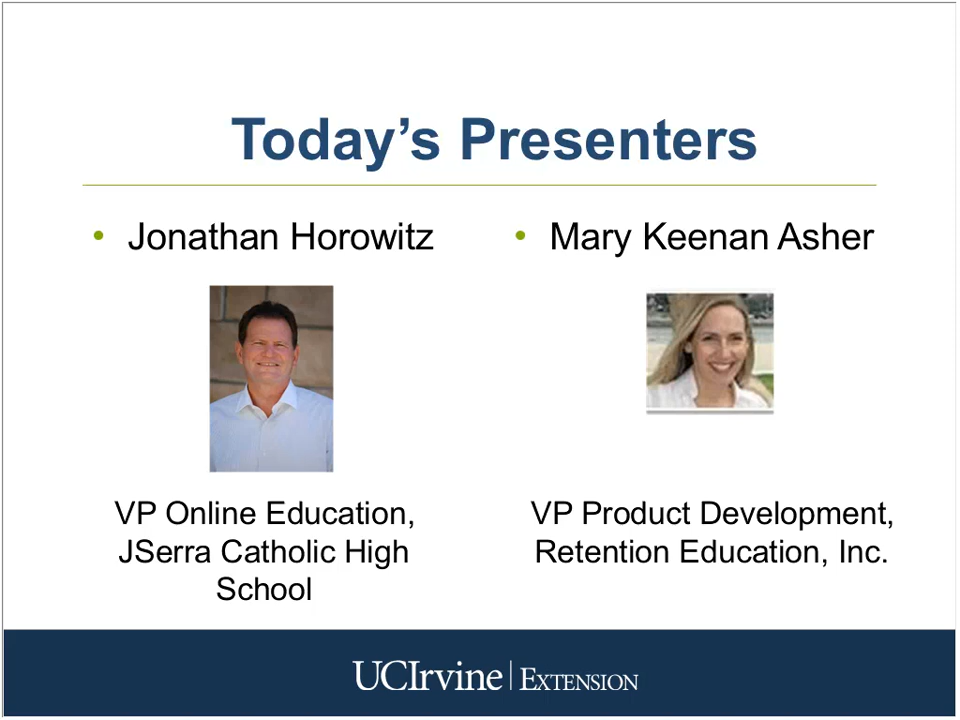 Today's Presenters
• Jonathan Horowitz
• Mary Keenan Asher
VP Online Education,
JSerra Catholic High
School
VP Product Development,
Retention Education, Inc.
UCIrvine | EXTENSION